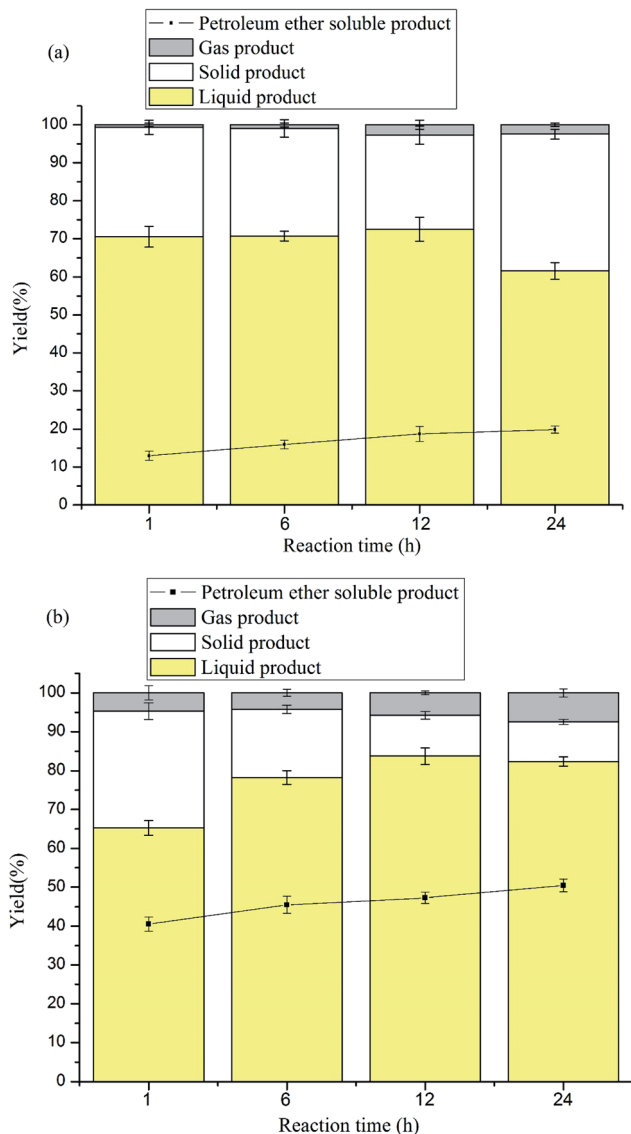 Petroleum ether soluble product
(a)
Gas product
Solid product
Liquid product
100
90
80
70
60
50
40
30
20
10
0
Yield(%)
1 6 12 24
Reaction time (h)
Petroleum ether soluble product
(b)
Gas product
Solid product
Liquid product
100
90
80
70
60
50
40
30
20
10
0
Yield(%)
1 6 12 24
Reaction time (h)